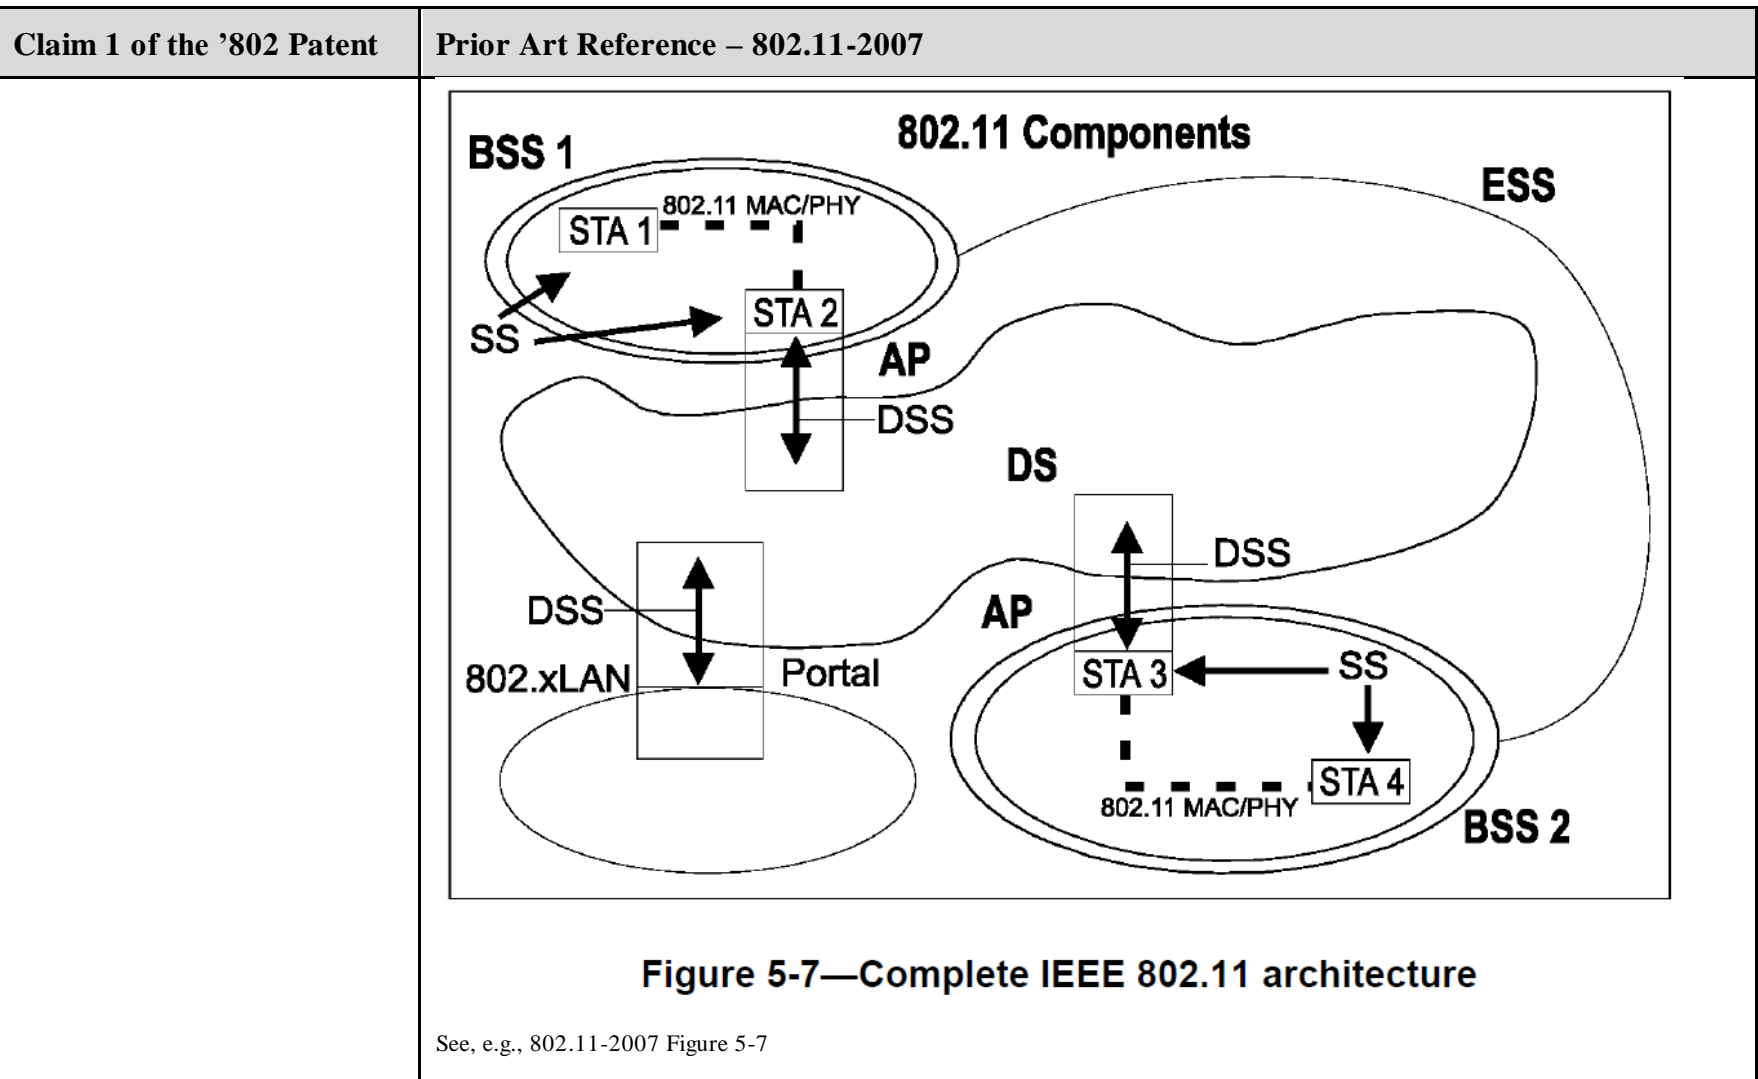 Claim 1 of the ’802 Patent
Prior Art Reference – 802.11-2007
802.11 Components
BSS 1
ESS
802.11 MAC/PHY
STA 1
STA 2
SS
AP
DSS
DS
DSS
DSS
AP
802.xLAN
Portal
STA 3
SS
STA 4
802.11 MAC/PHY
BSS 2
Figure 5-7—Complete IEEE 802.11 architecture
See, e.g., 802.11-2007 Figure 5-7